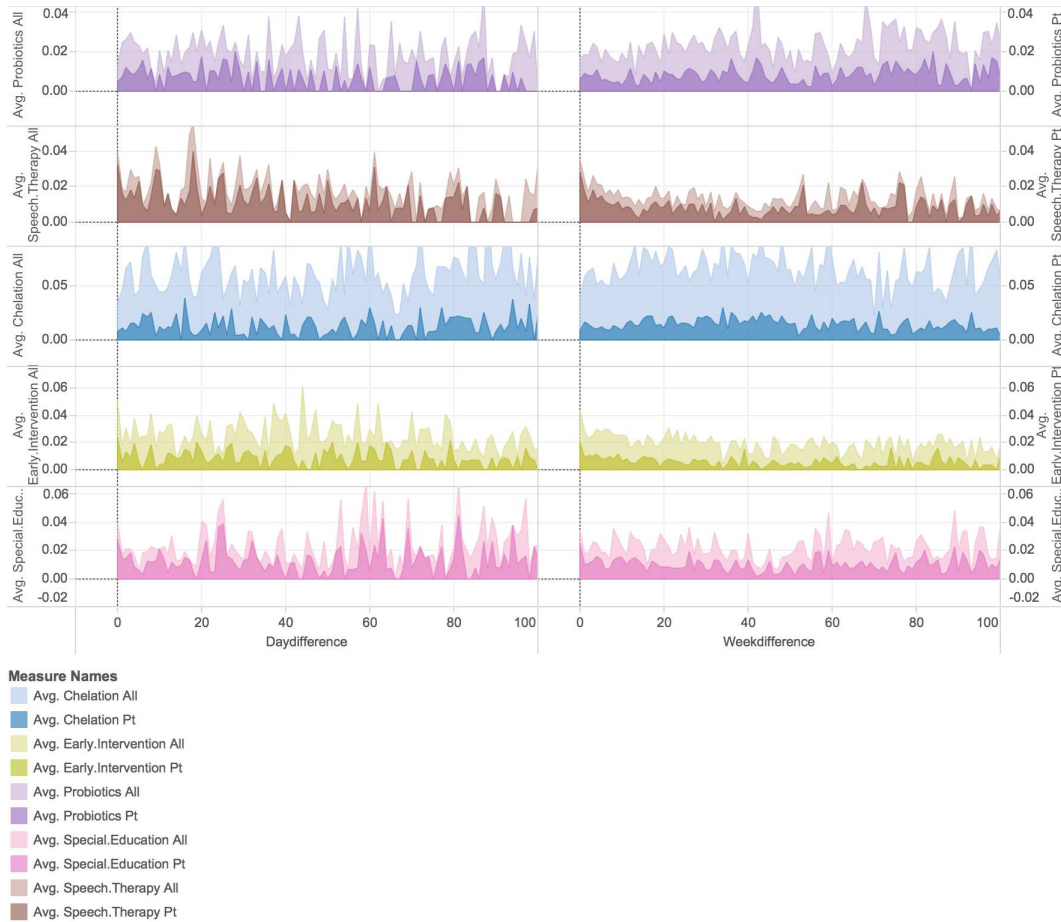 Avg. Probiotics All
0.04
0.02
0.00
0.04
0.02
0.00
Avg. Probiotics Pt
Avg.
Speech.Therapy All
0.04
0.02
0.00
0.04
0.02
0.00
Avg.
Speech.Therapy Pt
Avg. Chelation All
0.05
0.00
0.05
0.00
Avg. Chelation Pt
Avg.
Early.Intervention All
0.06
0.04
0.02
0.00
0.06
0.04
0.02
0.00
Avg.
Early.Intervention Pt
Avg. Special.Educ..
0.06
0.04
0.02
0.00
-0.02
0.06
0.04
0.02
0.00
-0.02
Avg. Special.Educ..
0 20 40 60 80 100
Daydifference
0 20 40 60 80 100
Weekdifference
Measure Names
Avg. Chelation All
Avg. Chelation Pt
Avg. Early.Intervention All
Avg. Early.Intervention Pt
Avg. Probiotics All
Avg. Probiotics Pt
Avg. Special.Education All
Avg. Special.Education Pt
Avg. Speech.Therapy All
Avg. Speech.Therapy Pt